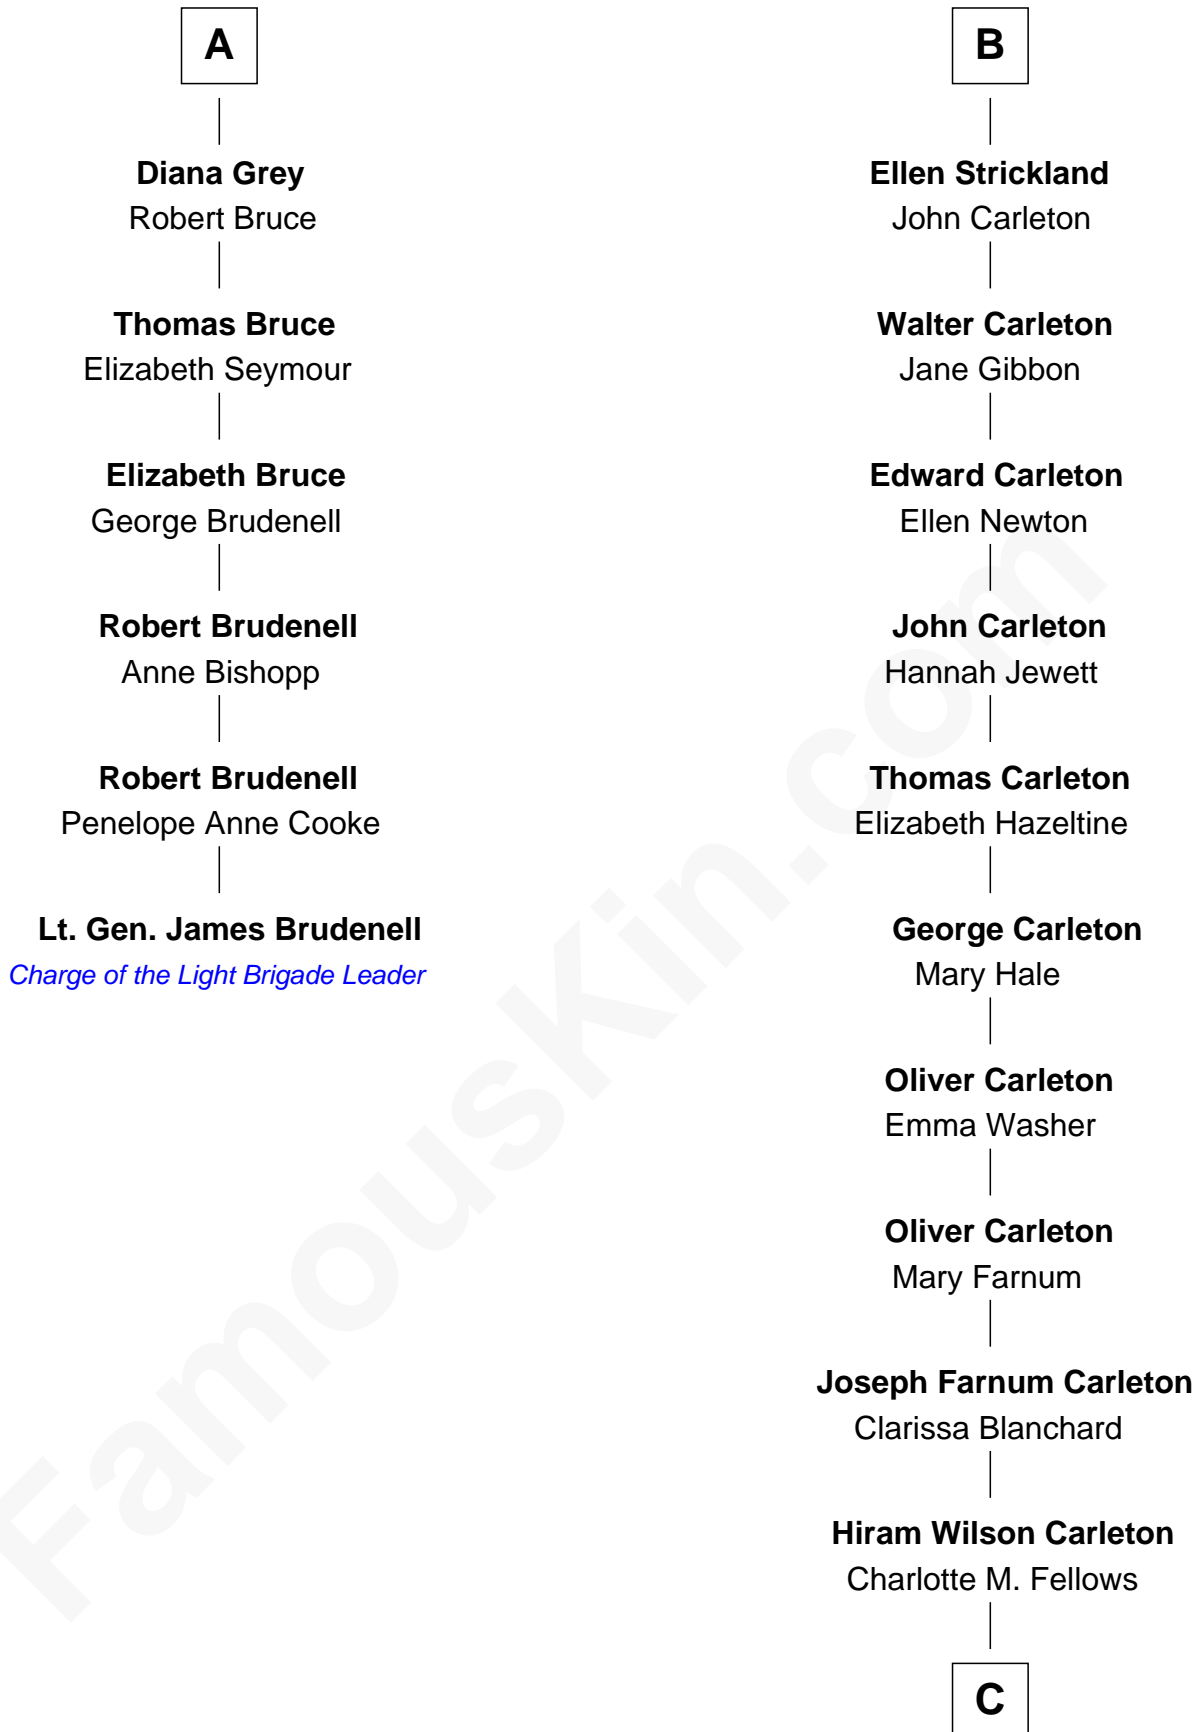 A
Diana Grey
Robert Bruce
Thomas Bruce
Elizabeth Seymour
Elizabeth Bruce
George Brudenell
Robert Brudenell
Anne Bishopp
Robert Brudenell
Penelope Anne Cooke
Lt. Gen. James Brudenell
Charge of the Light Brigade Leader
B
Ellen Strickland
John Carleton
Walter Carleton
Jane Gibbon
Edward Carleton
Ellen Newton
John Carleton
Hannah Jewett
Thomas Carleton
Elizabeth Hazeltine
George Carleton
Mary Hale
Oliver Carleton
Emma Washer
Oliver Carleton
Mary Farnum
Joseph Farnum Carleton
Clarissa Blanchard
Hiram Wilson Carleton
Charlotte M. Fellows
C
FamousKin.com